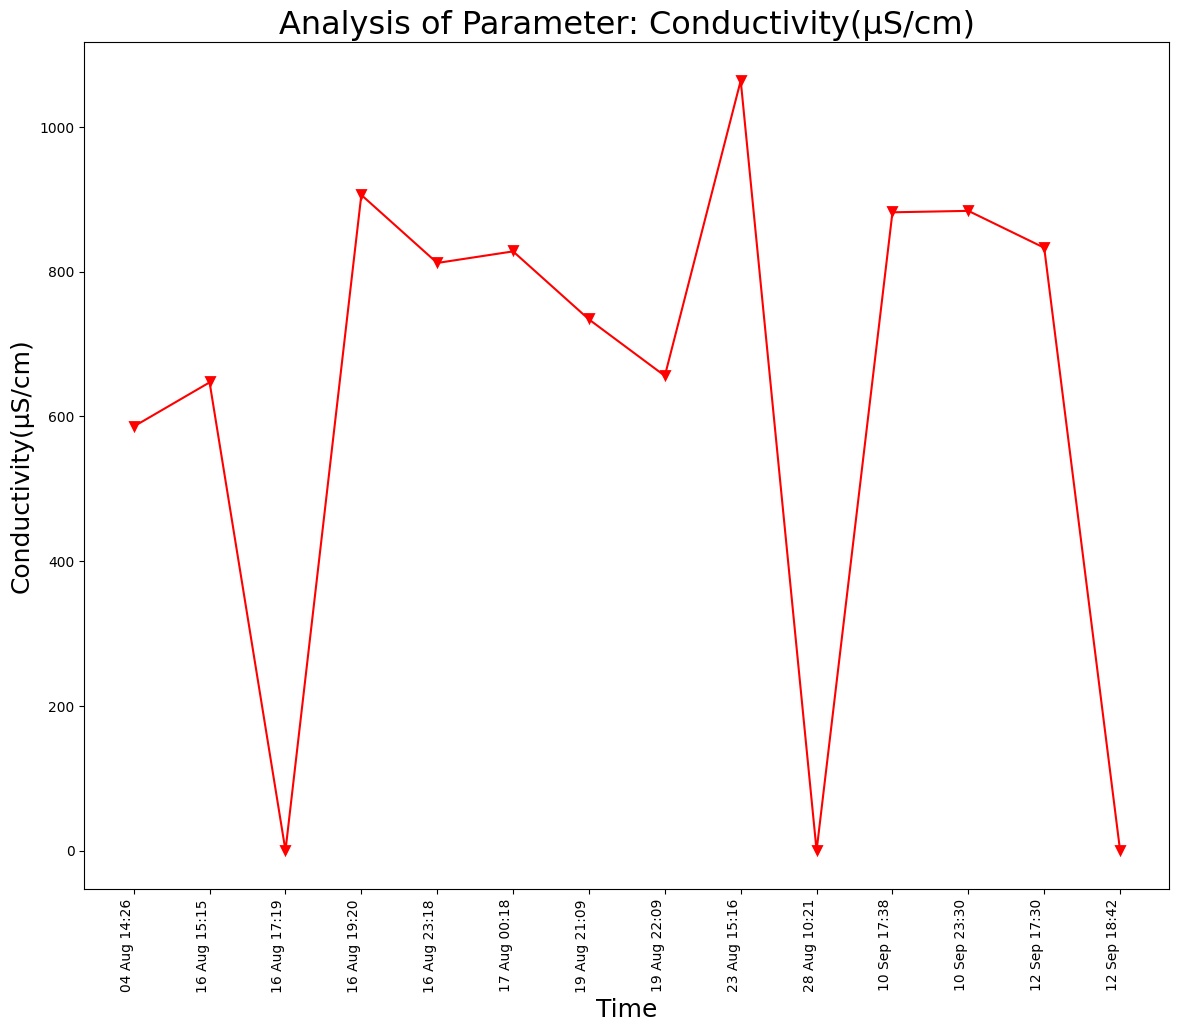 Analysis of Parameter: Conductivity(μS/cm)
Conductivity(μS/cm)
1000
800
600
400
200
0
04 Aug 14:26
16 Aug 15:15
16 Aug 17:19
16 Aug 19:20
16 Aug 23:18
17 Aug 00:18
19 Aug 21:09
19 Aug 22:09
23 Aug 15:16
28 Aug 10:21
10 Sep 17:38
10 Sep 23:30
12 Sep 17:30
12 Sep 18:42
Time